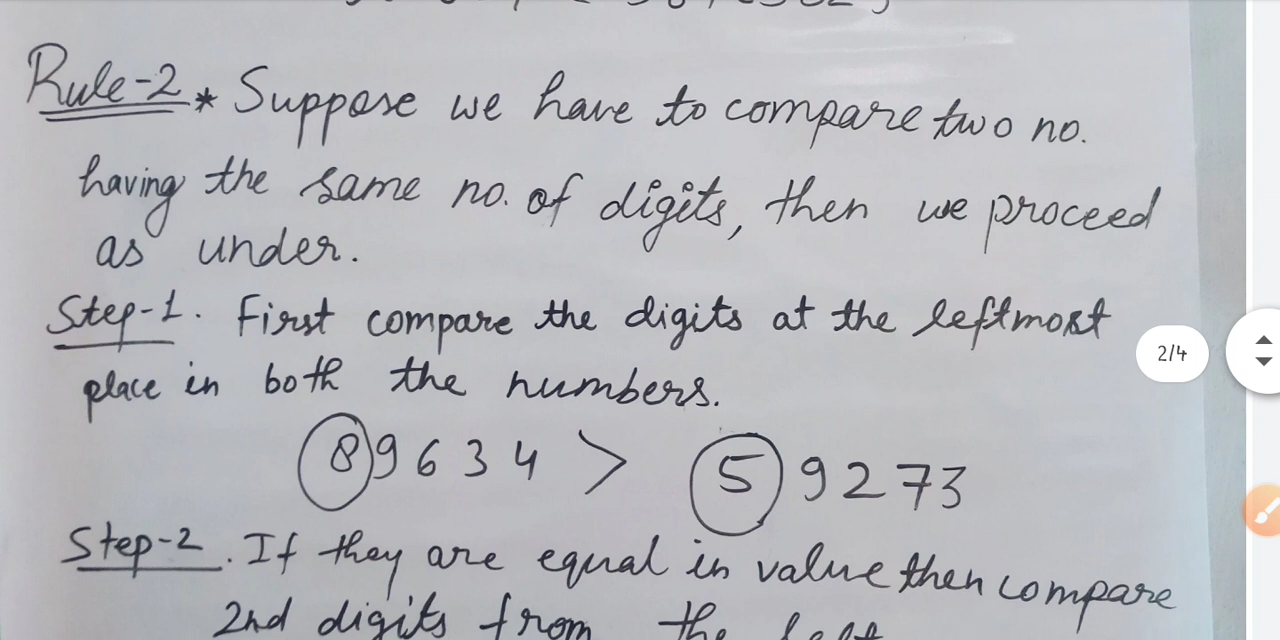 Rule-2 * Suppose we have to compare two no.
having the same no. of digits, then we proceed
as under.
Step-1. First compare the digits at the leftmost
place in both the numbers.
89634 > 59273
Step-2. If they are equal in value then compare
2nd digits from the left
2/4